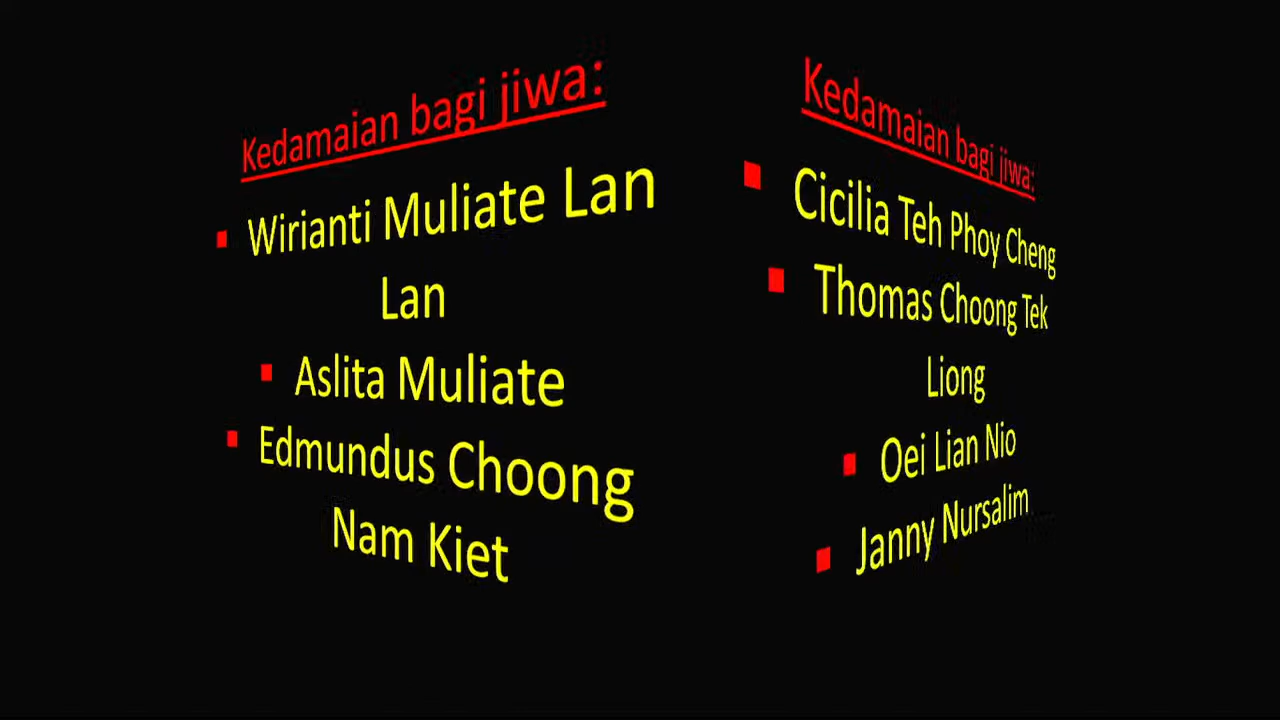 Kedamaian bagi jiwa:
▪ Wirianti Muliate Lan
Lan
▪ Aslita Muliate
▪ Edmundus Choong
Nam Kiet
Kedamaian bagi jiwa:
▪ Cicilia Teh Phoy Cheng
▪ Thomas Choong Tek
Liong
▪ Oei Lian Nio
▪ Janny Nursalim